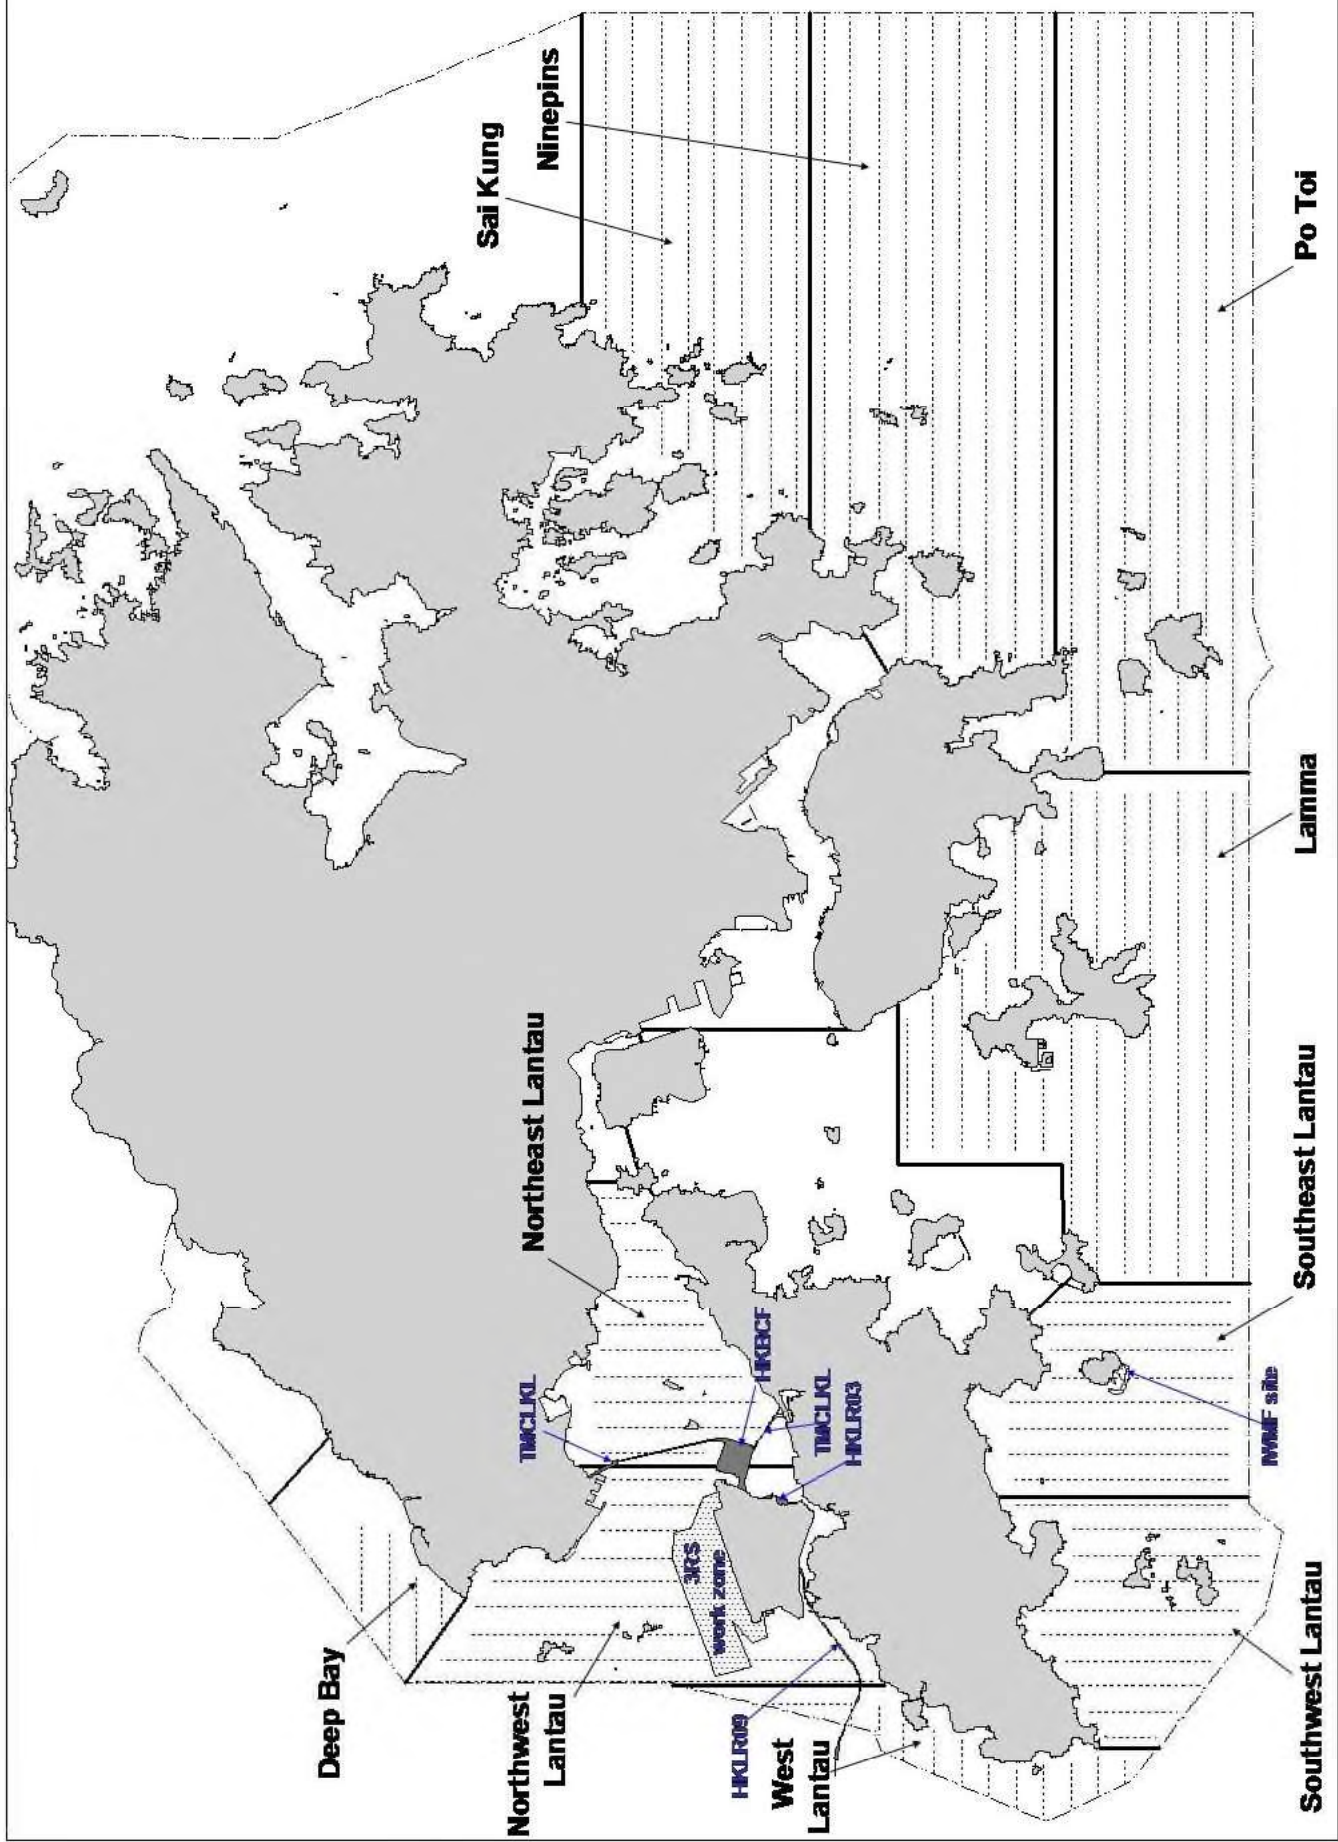 Deep Bay
Northwest
Lantau
HKLR09
West
Lantau
Southwest Lantau
3RS
work zone
TMCLKL
HKBCF
TMCLKL
HKLR03
IWMF site
Northeast Lantau
Southeast Lantau
Lamma
Sai Kung
Ninepins
Po Toi